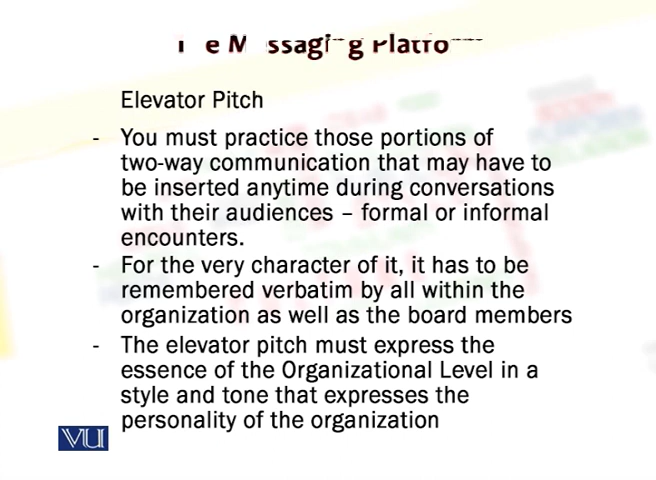 The Messaging Platform
Elevator Pitch
- You must practice those portions of
two-way communication that may have to
be inserted anytime during conversations
with their audiences – formal or informal
encounters.
- For the very character of it, it has to be
remembered verbatim by all within the
organization as well as the board members
- The elevator pitch must express the
essence of the Organizational Level in a
style and tone that expresses the
personality of the organization
VU